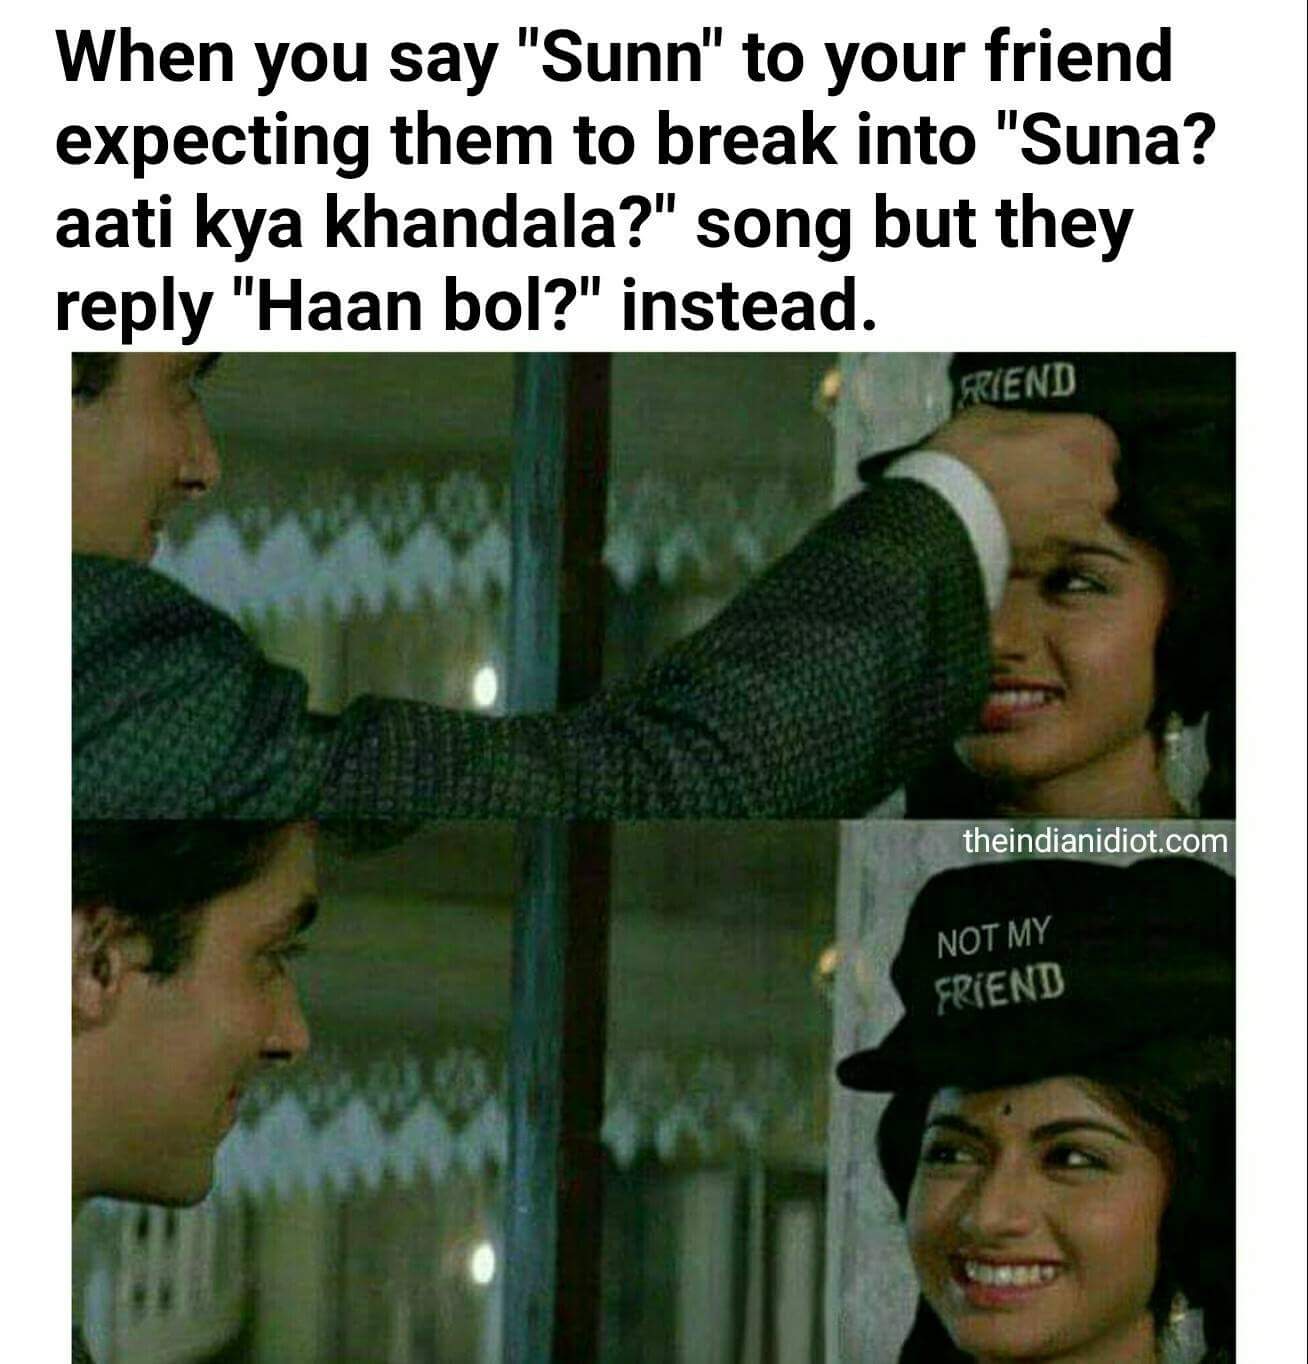 When you say "Sunn" to your friend
expecting them to break into "Suna?
aati kya khandala?" song but they
reply "Haan bol?" instead.
FRIEND
theindianidiot.com
NOT MY
FRiEND